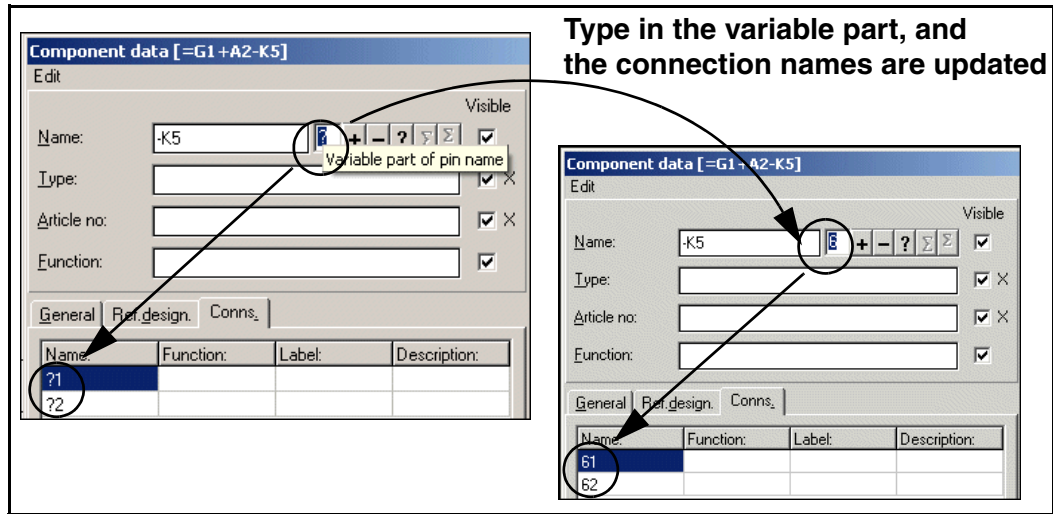 Type in the variable part, and
the connection names are updated
Component data [=G1+A2-K5]
Edit
Visible
Name: -K5 ? + − ? Σ Σ
Variable part of pin name
Type: X
Article no: X
Function:
General Ref.design. Conns.
Name: Function: Label: Description:
?1
?2
Component data [=G1+A2-K5]
Edit
Visible
Name: -K5 6 + − ? Σ Σ
Type: X
Article no: X
Function:
General Ref.design. Conns.
Name: Function: Label: Description:
61
62